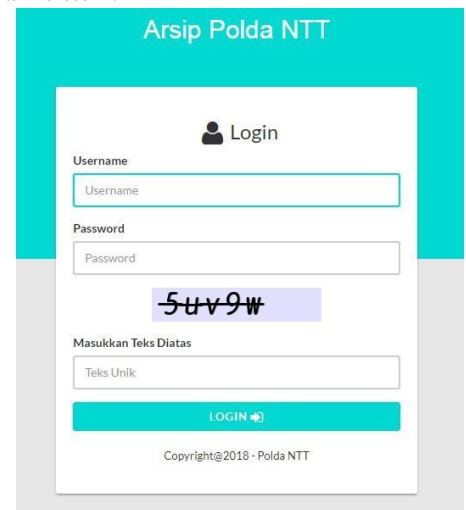 Arsip Polda NTT
Login
Username
Username
Password
Password
5uv9w
Masukkan Teks Diatas
Teks Unik
LOGIN
Copyright@2018 - Polda NTT